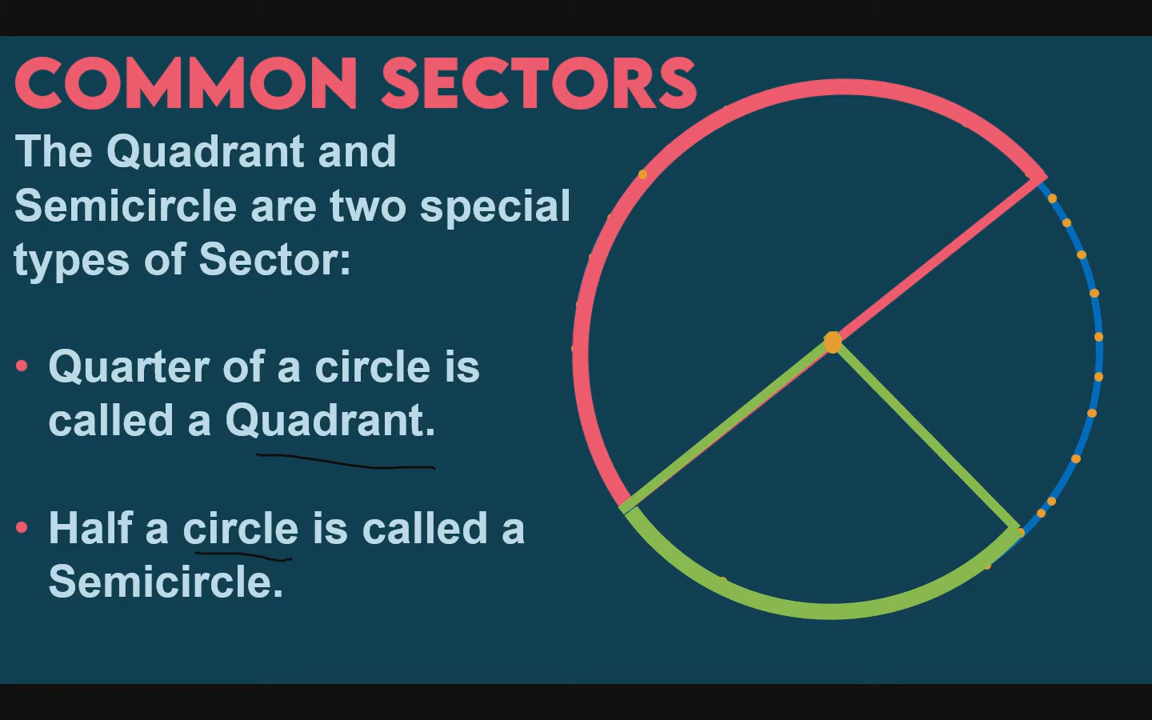 COMMON SECTORS
The Quadrant and
Semicircle are two special
types of Sector:
• Quarter of a circle is
called a Quadrant.
• Half a circle is called a
Semicircle.